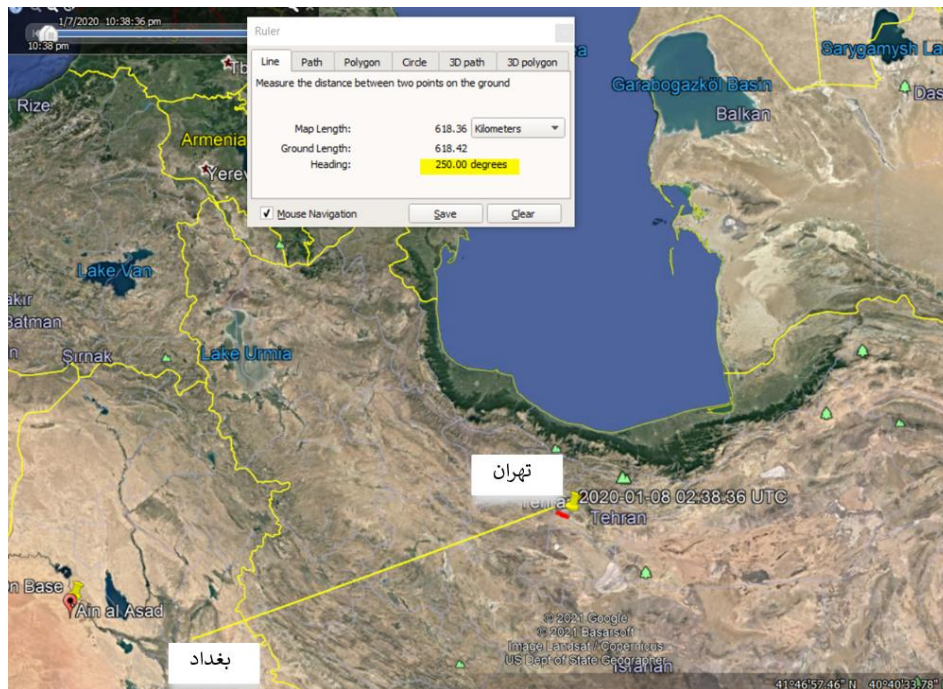 1/7/2020 10:38:36 pm
10:38 pm
Ruler
Line Path Polygon Circle 3D path 3D polygon
Measure the distance between two points on the ground
Map Length: 618.36 Kilometers
Ground Length: 618.42
Heading: 250.00 degrees
Mouse Navigation Save Clear
Sarygamysh La
Garabogazköl Basin
Das
Balkan
Rize
Tb
Armenia
Yerev
Lake Van
Batman
Lake Urmia
Şırnak
تهران
2020-01-08 02:38:36 UTC
Tehran
n Base
Ain al Asad
بغداد
© 2021 Google
© 2021 Basarsoft
Image Landsat / Copernicus
US Dept of State Geographer
Isfahan
41°46'57.46" N 40°40'33.78"